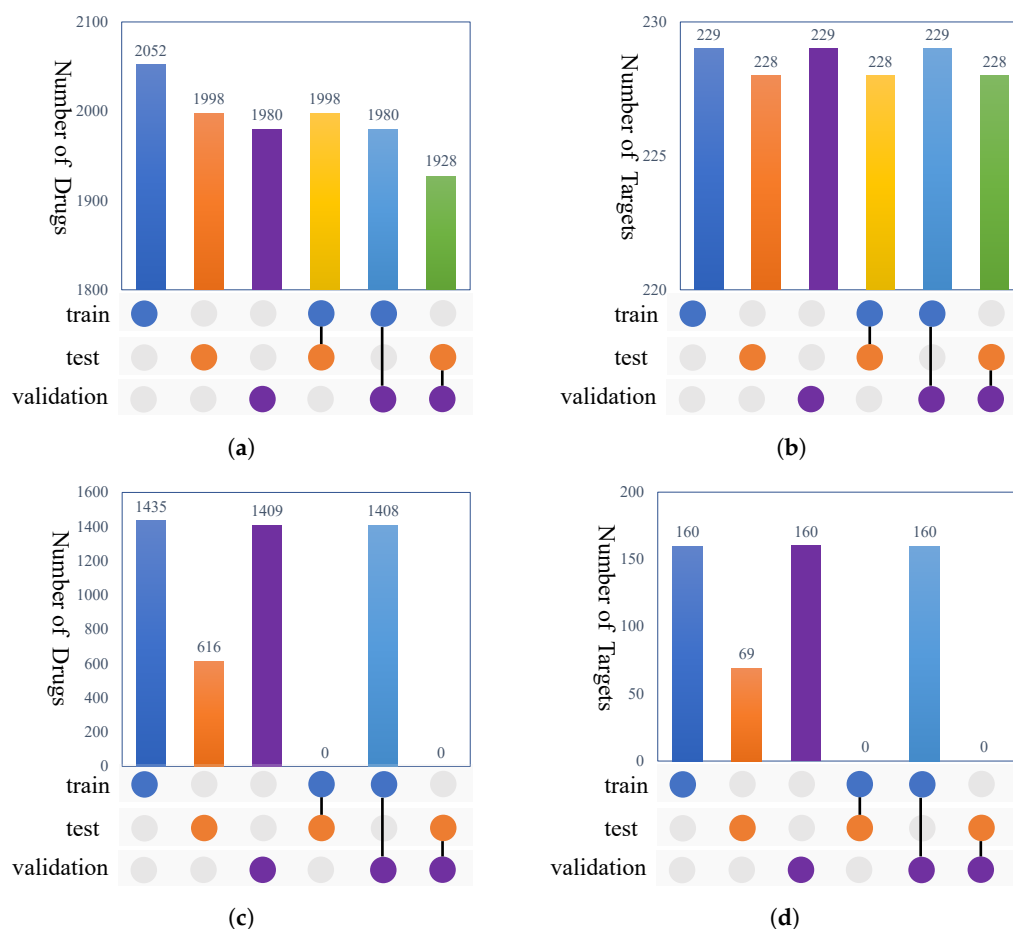 2100
2000
1900
1800
Number of Drugs
2052
1998
1980
1998
1980
1928
train
test
validation
(a)
230
225
220
Number of Targets
229
228
229
228
229
228
train
test
validation
(b)
1600
1400
1200
1000
800
600
400
200
0
Number of Drugs
1435
616
1409
0
1408
0
train
test
validation
(c)
200
150
100
50
0
Number of Targets
160
69
160
0
160
0
train
test
validation
(d)